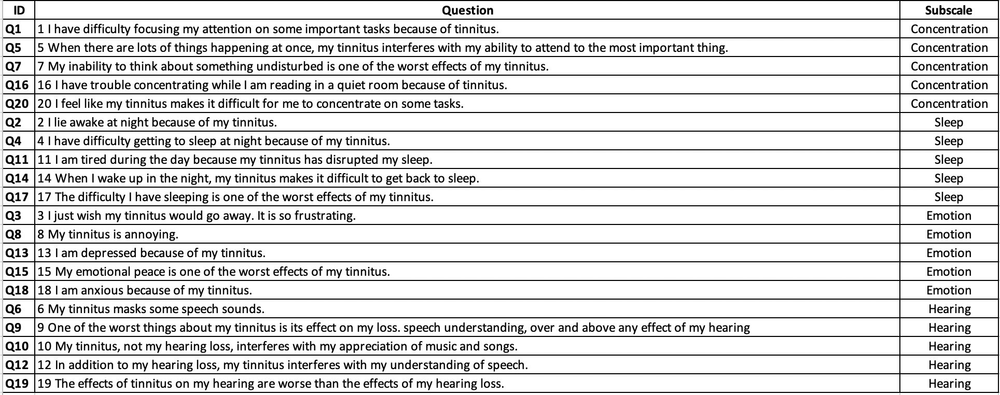 ID Question Subscale
Q1 1 I have difficulty focusing my attention on some important tasks because of tinnitus. Concentration
Q5 5 When there are lots of things happening at once, my tinnitus interferes with my ability to attend to the most important thing. Concentration
Q7 7 My inability to think about something undisturbed is one of the worst effects of my tinnitus. Concentration
Q16 16 I have trouble concentrating while I am reading in a quiet room because of tinnitus. Concentration
Q20 20 I feel like my tinnitus makes it difficult for me to concentrate on some tasks. Concentration
Q2 2 I lie awake at night because of my tinnitus. Sleep
Q4 4 I have difficulty getting to sleep at night because of my tinnitus. Sleep
Q11 11 I am tired during the day because my tinnitus has disrupted my sleep. Sleep
Q14 14 When I wake up in the night, my tinnitus makes it difficult to get back to sleep. Sleep
Q17 17 The difficulty I have sleeping is one of the worst effects of my tinnitus. Sleep
Q3 3 I just wish my tinnitus would go away. It is so frustrating. Emotion
Q8 8 My tinnitus is annoying. Emotion
Q13 13 I am depressed because of my tinnitus. Emotion
Q15 15 My emotional peace is one of the worst effects of my tinnitus. Emotion
Q18 18 I am anxious because of my tinnitus. Emotion
Q6 6 My tinnitus masks some speech sounds. Hearing
Q9 9 One of the worst things about my tinnitus is its effect on my loss. speech understanding, over and above any effect of my hearing Hearing
Q10 10 My tinnitus, not my hearing loss, interferes with my appreciation of music and songs. Hearing
Q12 12 In addition to my hearing loss, my tinnitus interferes with my understanding of speech. Hearing
Q19 19 The effects of tinnitus on my hearing are worse than the effects of my hearing loss. Hearing